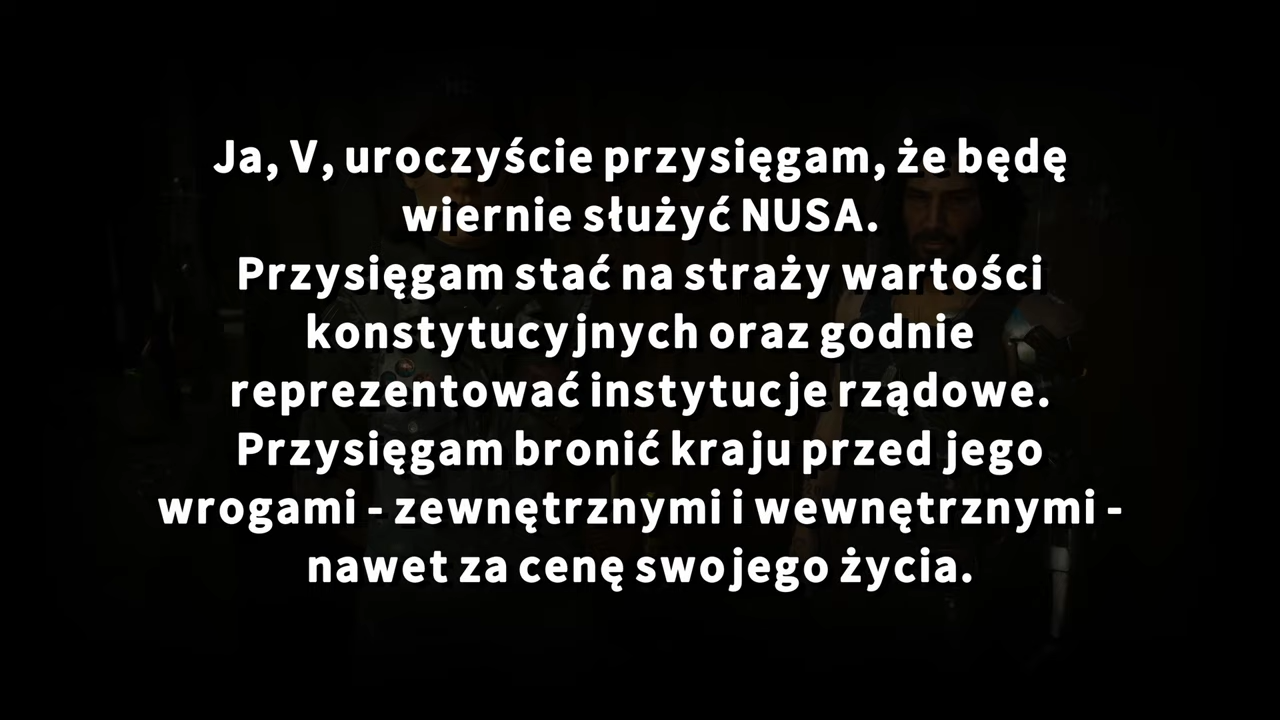 Ja, V, uroczyście przysięgam, że będę
wiernie służyć NUSA.
Przysięgam stać na straży wartości
konstytucyjnych oraz godnie
reprezentować instytucje rządowe.
Przysięgam bronić kraju przed jego
wrogami - zewnętrznymi i wewnętrznymi -
nawet za cenę swojego życia.